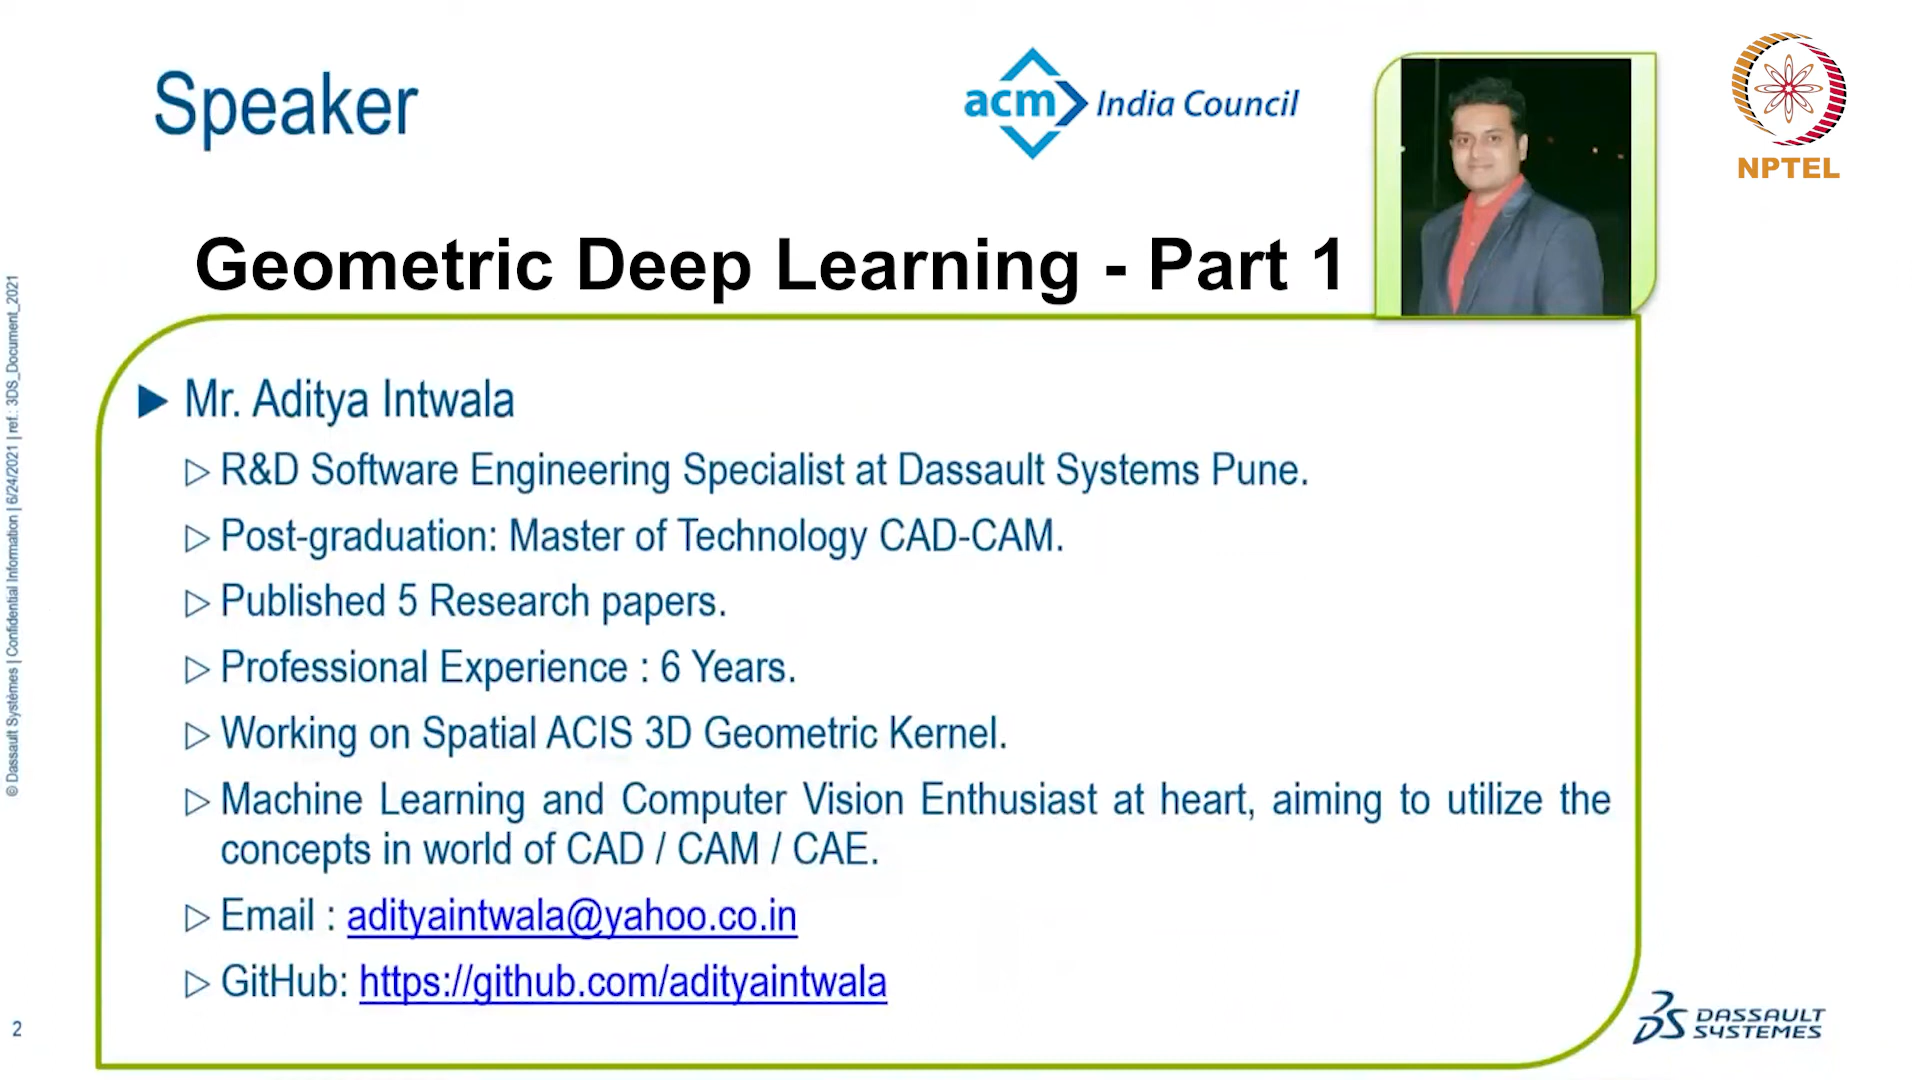 Speaker
acm India Council
NPTEL
Geometric Deep Learning - Part 1
Mr. Aditya Intwala
R&D Software Engineering Specialist at Dassault Systems Pune.
Post-graduation: Master of Technology CAD-CAM.
Published 5 Research papers.
Professional Experience : 6 Years.
Working on Spatial ACIS 3D Geometric Kernel.
Machine Learning and Computer Vision Enthusiast at heart, aiming to utilize the
concepts in world of CAD / CAM / CAE.
Email : adityaintwala@yahoo.co.in
GitHub: https://github.com/adityaintwala
© Dassault Systèmes | Confidential Information | 6/24/2021 | ref.: 3DS_Document_2021
2
DASSAULT
SYSTEMES